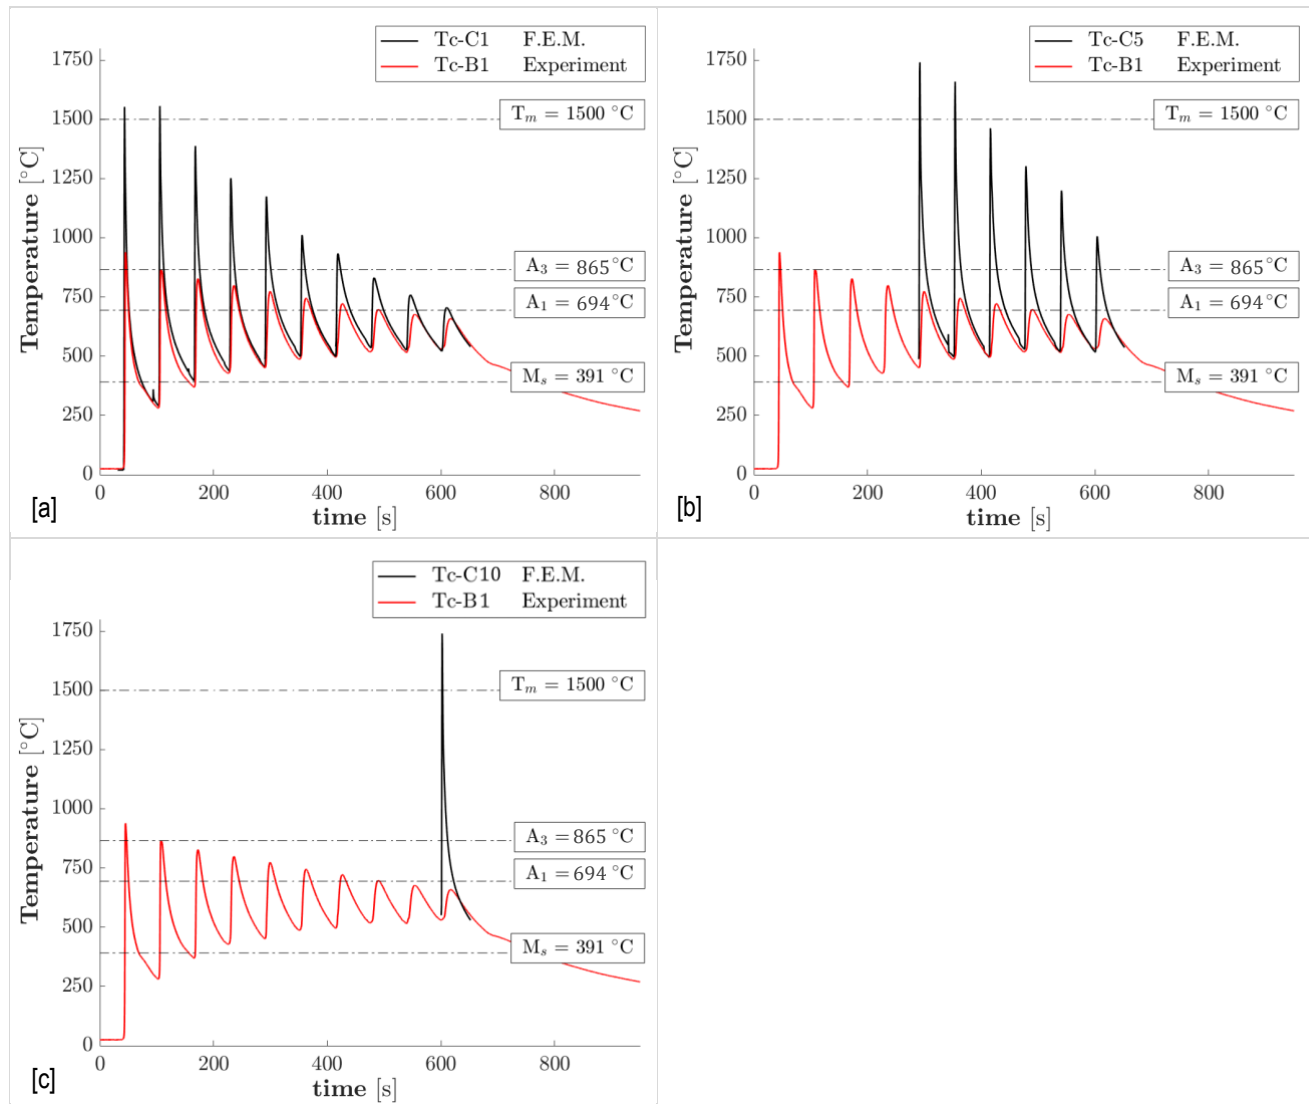 Tc-C1 F.E.M.
Tc-B1 Experiment
1750
1500
1250
1000
750
500
250
0
Temperature [°C]
T_m = 1500 °C
A_3 = 865 °C
A_1 = 694 °C
M_s = 391 °C
0 200 400 600 800
time [s]
[a]
Tc-C5 F.E.M.
Tc-B1 Experiment
1750
1500
1250
1000
750
500
250
0
Temperature [°C]
T_m = 1500 °C
A_3 = 865 °C
A_1 = 694 °C
M_s = 391 °C
0 200 400 600 800
time [s]
[b]
Tc-C10 F.E.M.
Tc-B1 Experiment
1750
1500
1250
1000
750
500
250
0
Temperature [°C]
T_m = 1500 °C
A_3 = 865 °C
A_1 = 694 °C
M_s = 391 °C
0 200 400 600 800
time [s]
[c]